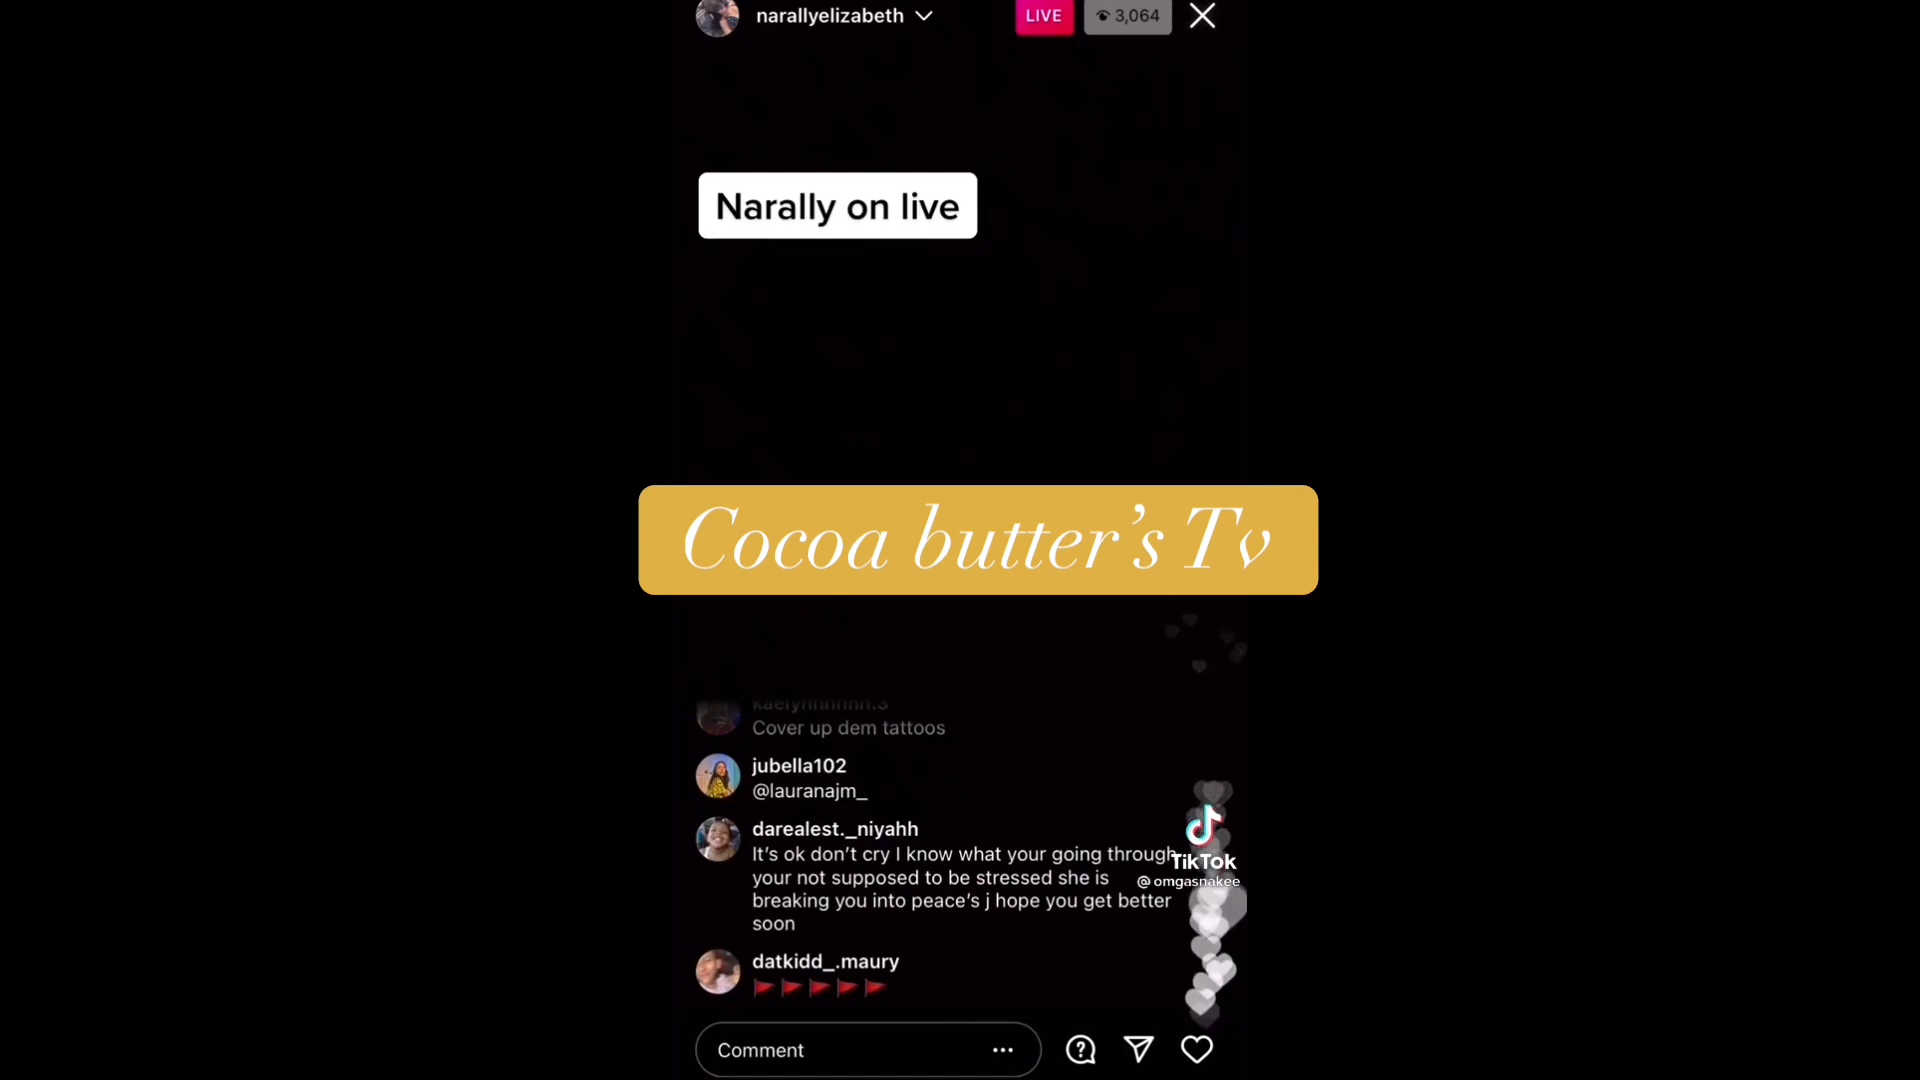 narallyelizabeth
LIVE
3,064
Narally on live
Cocoa butter’s Tv
kaelynhhhhh.3
Cover up dem tattoos
jubella102
@lauranajm_
darealest._niyahh
It’s ok don’t cry I know what your going through
your not supposed to be stressed she is
breaking you into peace’s j hope you get better
soon
TikTok
@omgasnakee
datkidd_.maury
🚩🚩🚩🚩🚩
Comment